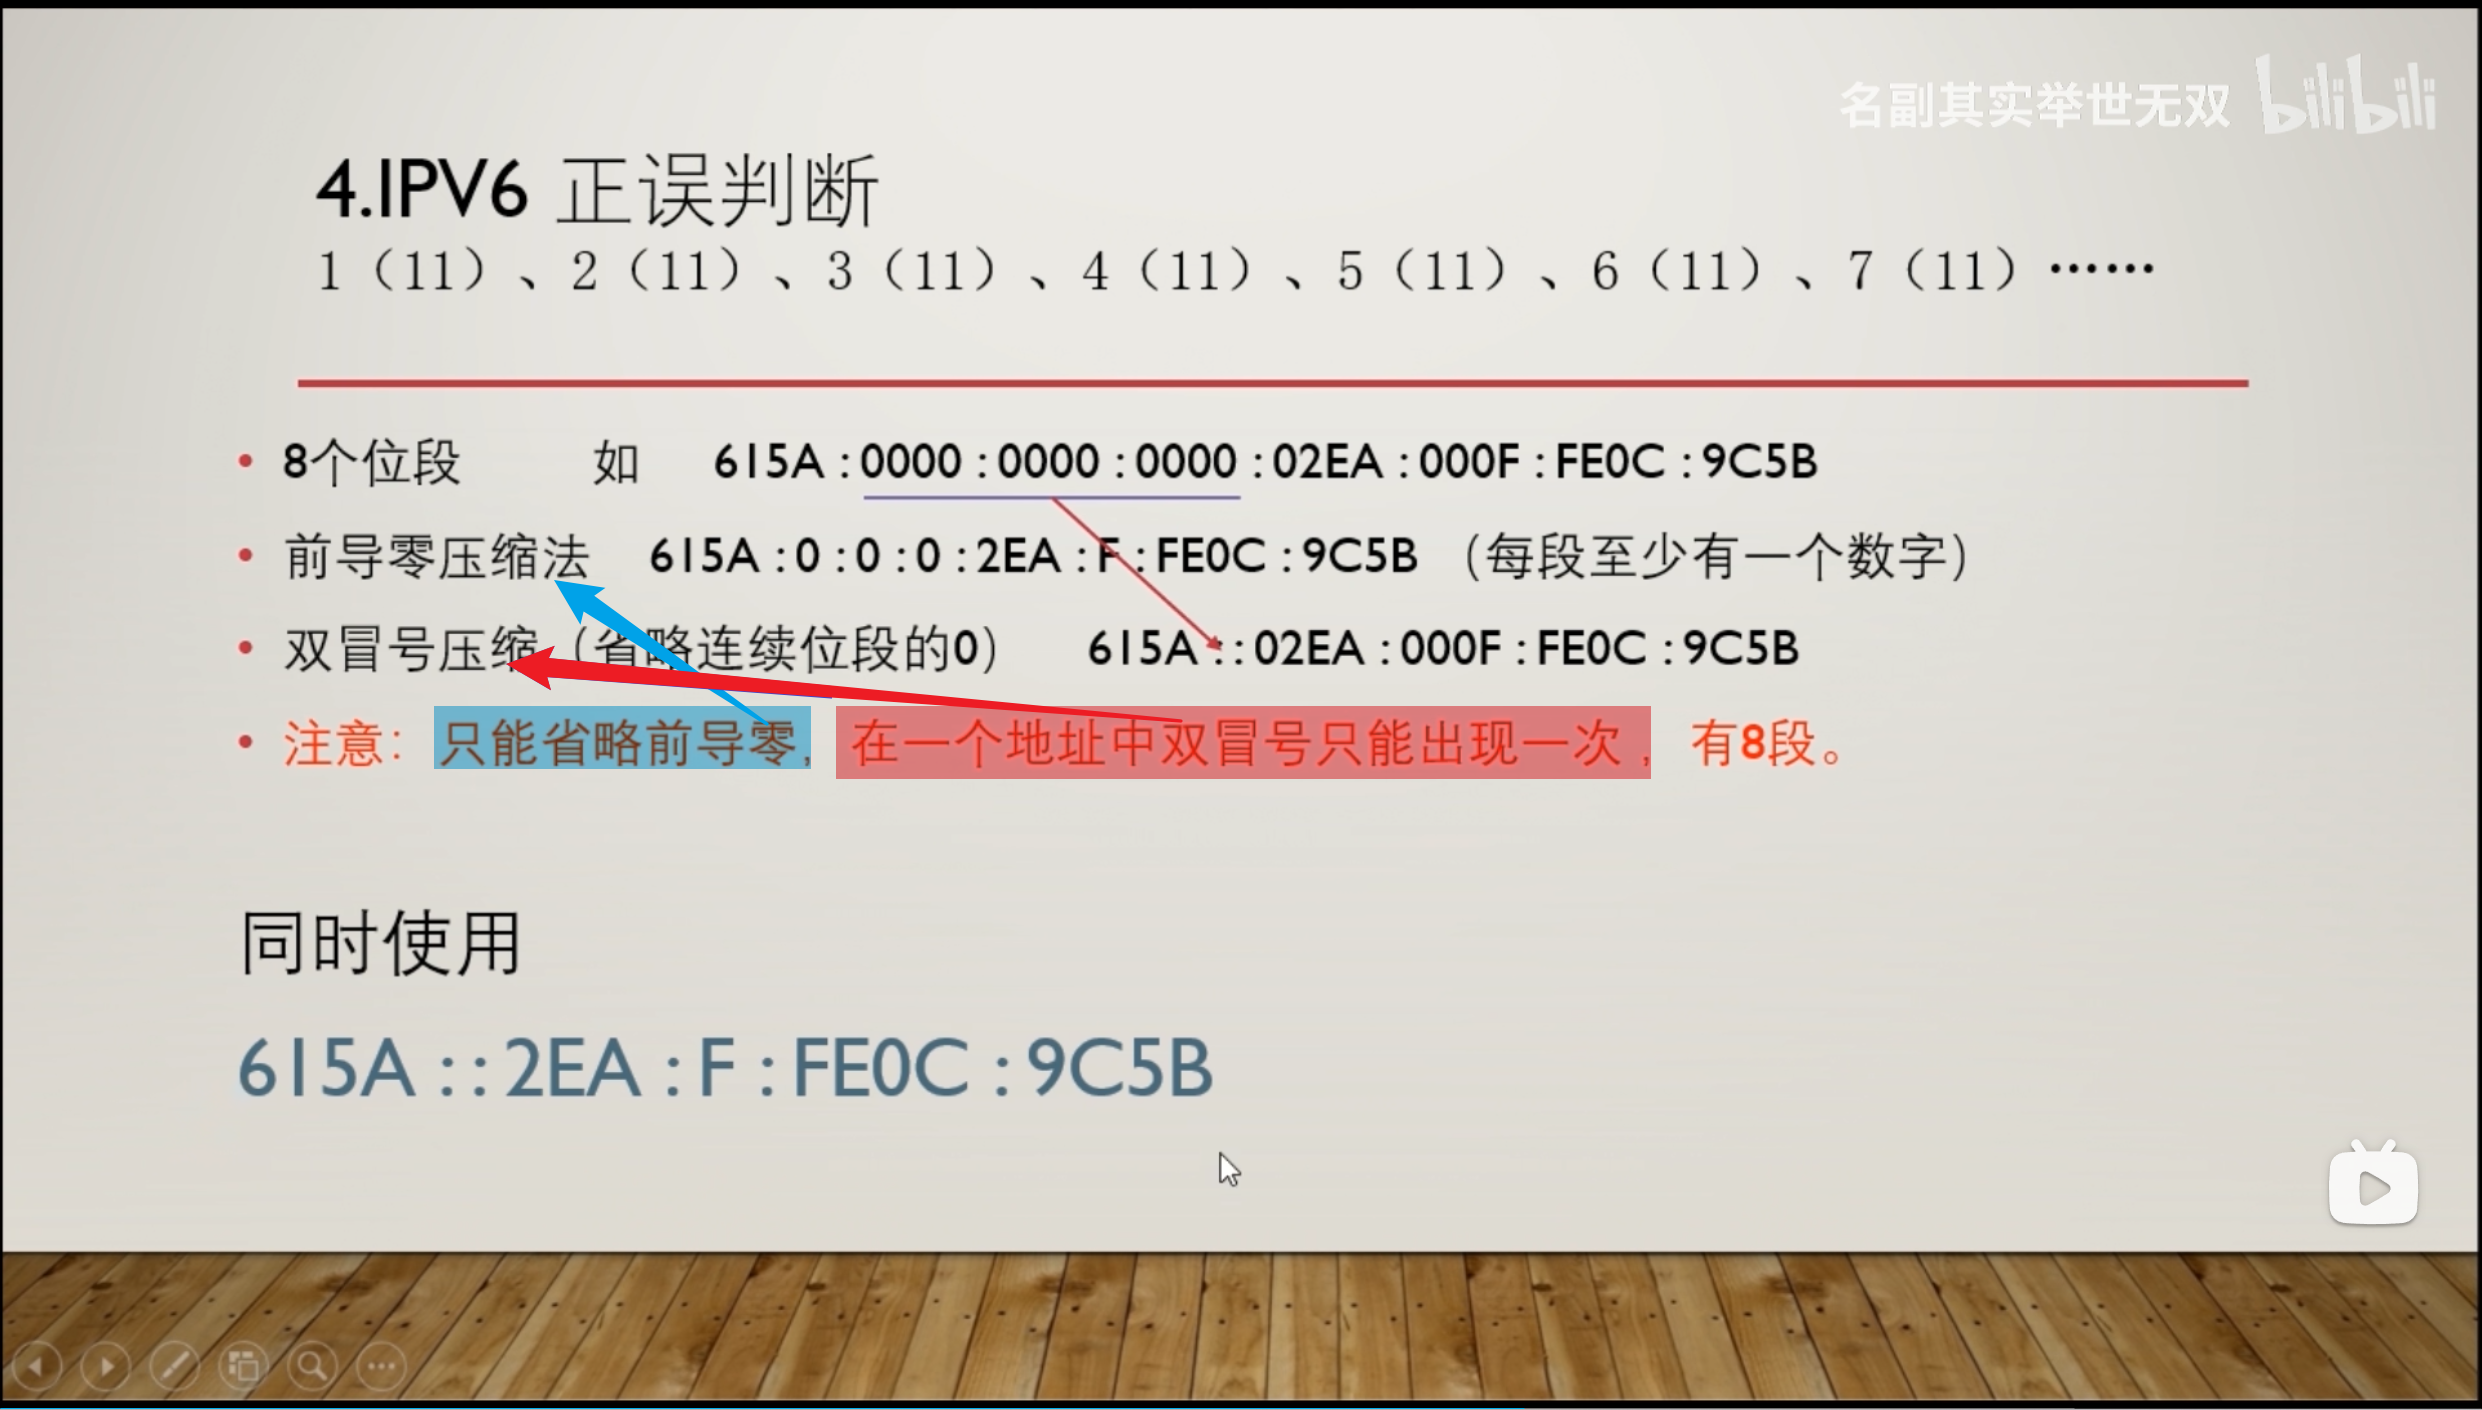 名副其实举世无双 bilibili
4.IPV6 正误判断
1（11）、2（11）、3（11）、4（11）、5（11）、6（11）、7（11）……
• 8个位段 如 615A :0000 :0000 :0000 :02EA :000F :FE0C :9C5B
• 前导零压缩法 615A :0 :0 :0 :2EA :F :FE0C :9C5B （每段至少有一个数字）
• 双冒号压缩（省略连续位段的0） 615A ::02EA :000F :FE0C :9C5B
• 注意：只能省略前导零，在一个地址中双冒号只能出现一次， 有8段。
同时使用
615A ::2EA :F :FE0C :9C5B